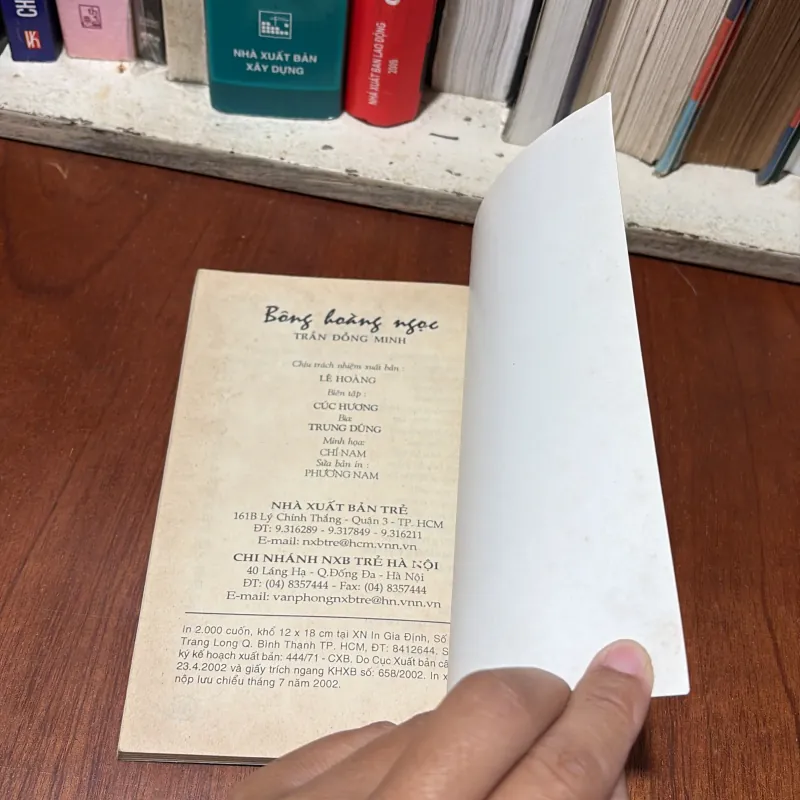 CH
NHÀ XUẤT BẢN
XÂY DỰNG
NHÀ XUẤT BẢN LAO ĐỘNG
2005
Bông hoàng ngọc
TRẦN ĐỒNG MINH
Chịu trách nhiệm xuất bản :
LÊ HOÀNG
Biên tập :
CÚC HƯƠNG
Bìa:
TRUNG DŨNG
Minh họa:
CHÍ NAM
Sửa bản in :
PHƯƠNG NAM
NHÀ XUẤT BẢN TRẺ
161B Lý Chính Thắng - Quận 3 - TP. HCM
ĐT: 9.316289 - 9.317849 - 9.316211
E-mail: nxbtre@hcm.vnn.vn
CHI NHÁNH NXB TRẺ HÀ NỘI
40 Láng Hạ - Q.Đống Đa - Hà Nội
ĐT: (04) 8357444 - Fax: (04) 8357444
E-mail: vanphongnxbtre@hn.vnn.vn
In 2.000 cuốn, khổ 12 x 18 cm tại XN In Gia Định, Số
Trang Long Q. Bình Thạnh TP. HCM, ĐT: 8412644, S
ký kế hoạch xuất bản: 444/71 - CXB. Do Cục Xuất bản cấ
23.4.2002 và giấy trích ngang KHXB số: 658/2002. In x
nộp lưu chiểu tháng 7 năm 2002.